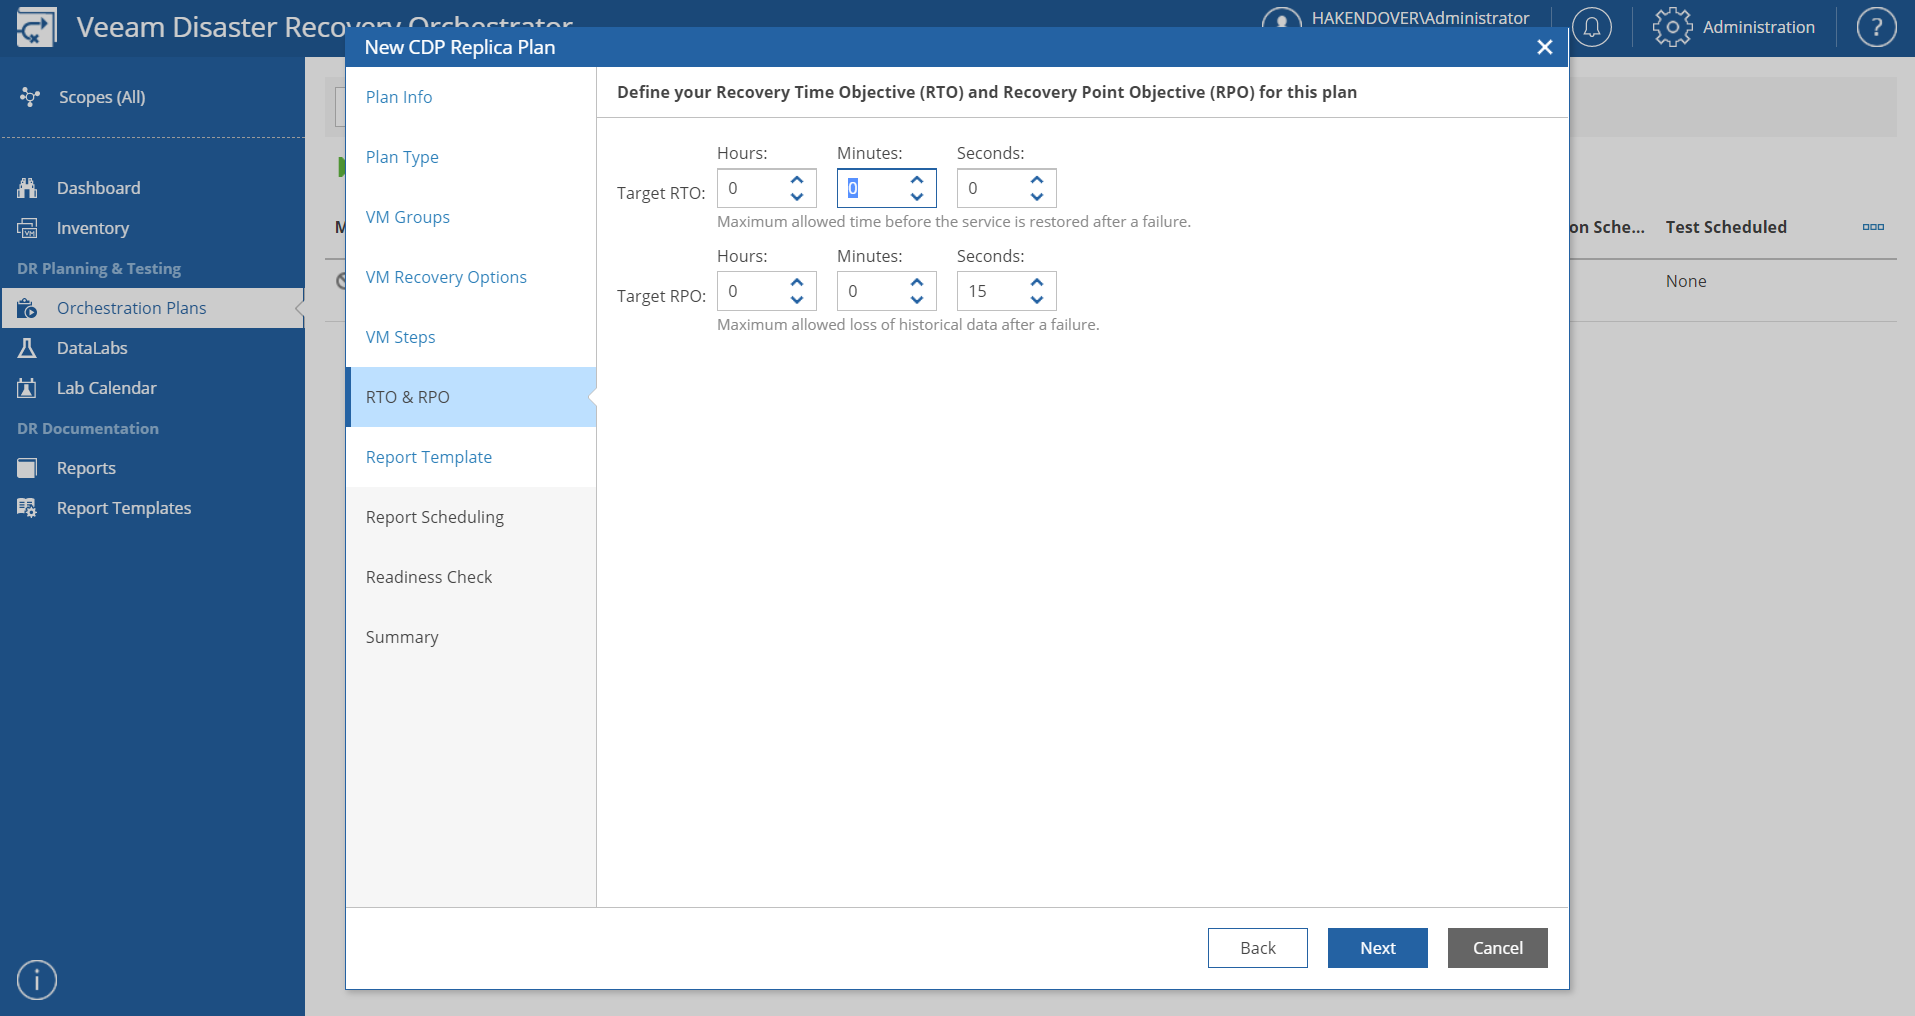 Veeam Disaster Recovery Orchestrator
HAKENDOVER\Administrator
Administration
?
New CDP Replica Plan
Scopes (All)
Dashboard
Inventory
DR Planning & Testing
Orchestration Plans
DataLabs
Lab Calendar
DR Documentation
Reports
Report Templates
i
Plan Info
Plan Type
VM Groups
VM Recovery Options
VM Steps
RTO & RPO
Report Template
Report Scheduling
Readiness Check
Summary
Define your Recovery Time Objective (RTO) and Recovery Point Objective (RPO) for this plan
Hours: Minutes: Seconds:
Target RTO: 0 0 0
Maximum allowed time before the service is restored after a failure.
Hours: Minutes: Seconds:
Target RPO: 0 0 15
Maximum allowed loss of historical data after a failure.
on Sche... Test Scheduled
None
Back Next Cancel